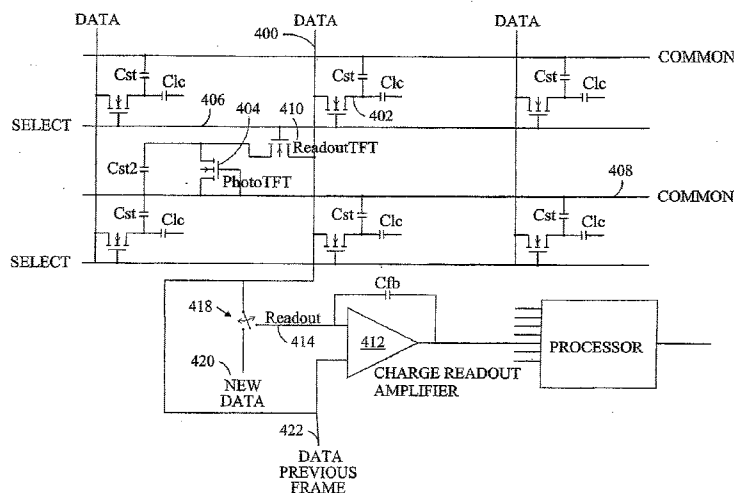 DATA 400 DATA DATA
COMMON
Cst Clc Cst Clc Cst Clc
406 404 410 402
SELECT
ReadoutTFT
Cst2 PhotoTFT 408
COMMON
Cst Clc Cst Clc Cst Clc
SELECT
Cfb
418 Readout
414 412 PROCESSOR
420 CHARGE READOUT
NEW AMPLIFIER
DATA
422
DATA
PREVIOUS
FRAME